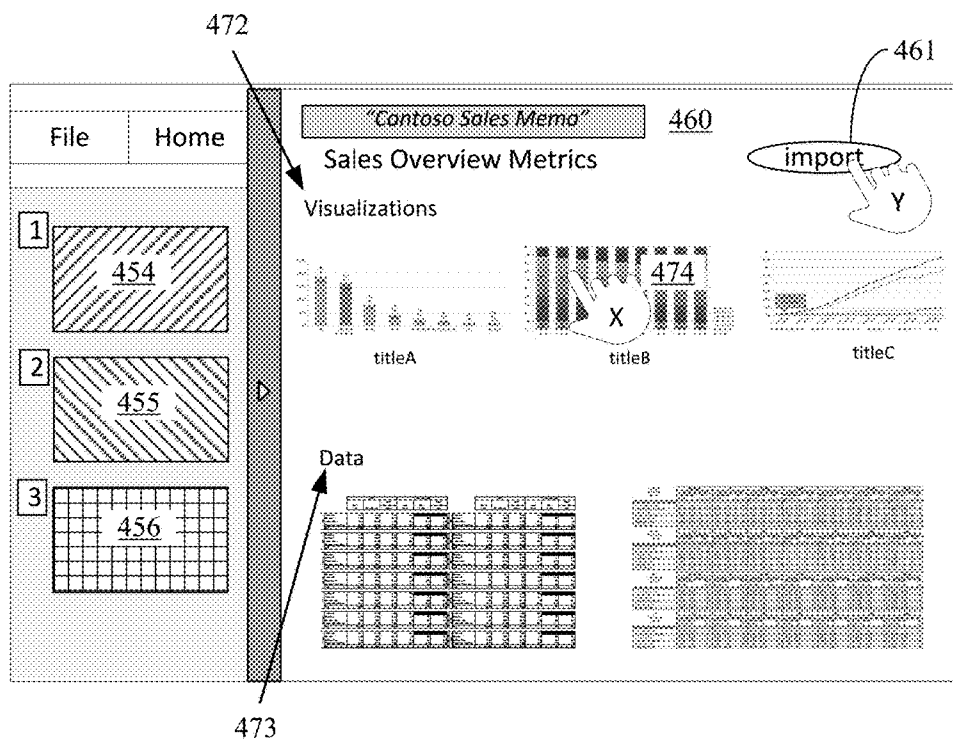 472
461
File Home
"Contoso Sales Memo" 460
Sales Overview Metrics
import
Y
Visualizations
1
454
474
X
titleA
titleB
titleC
2
455
Data
3
456
473